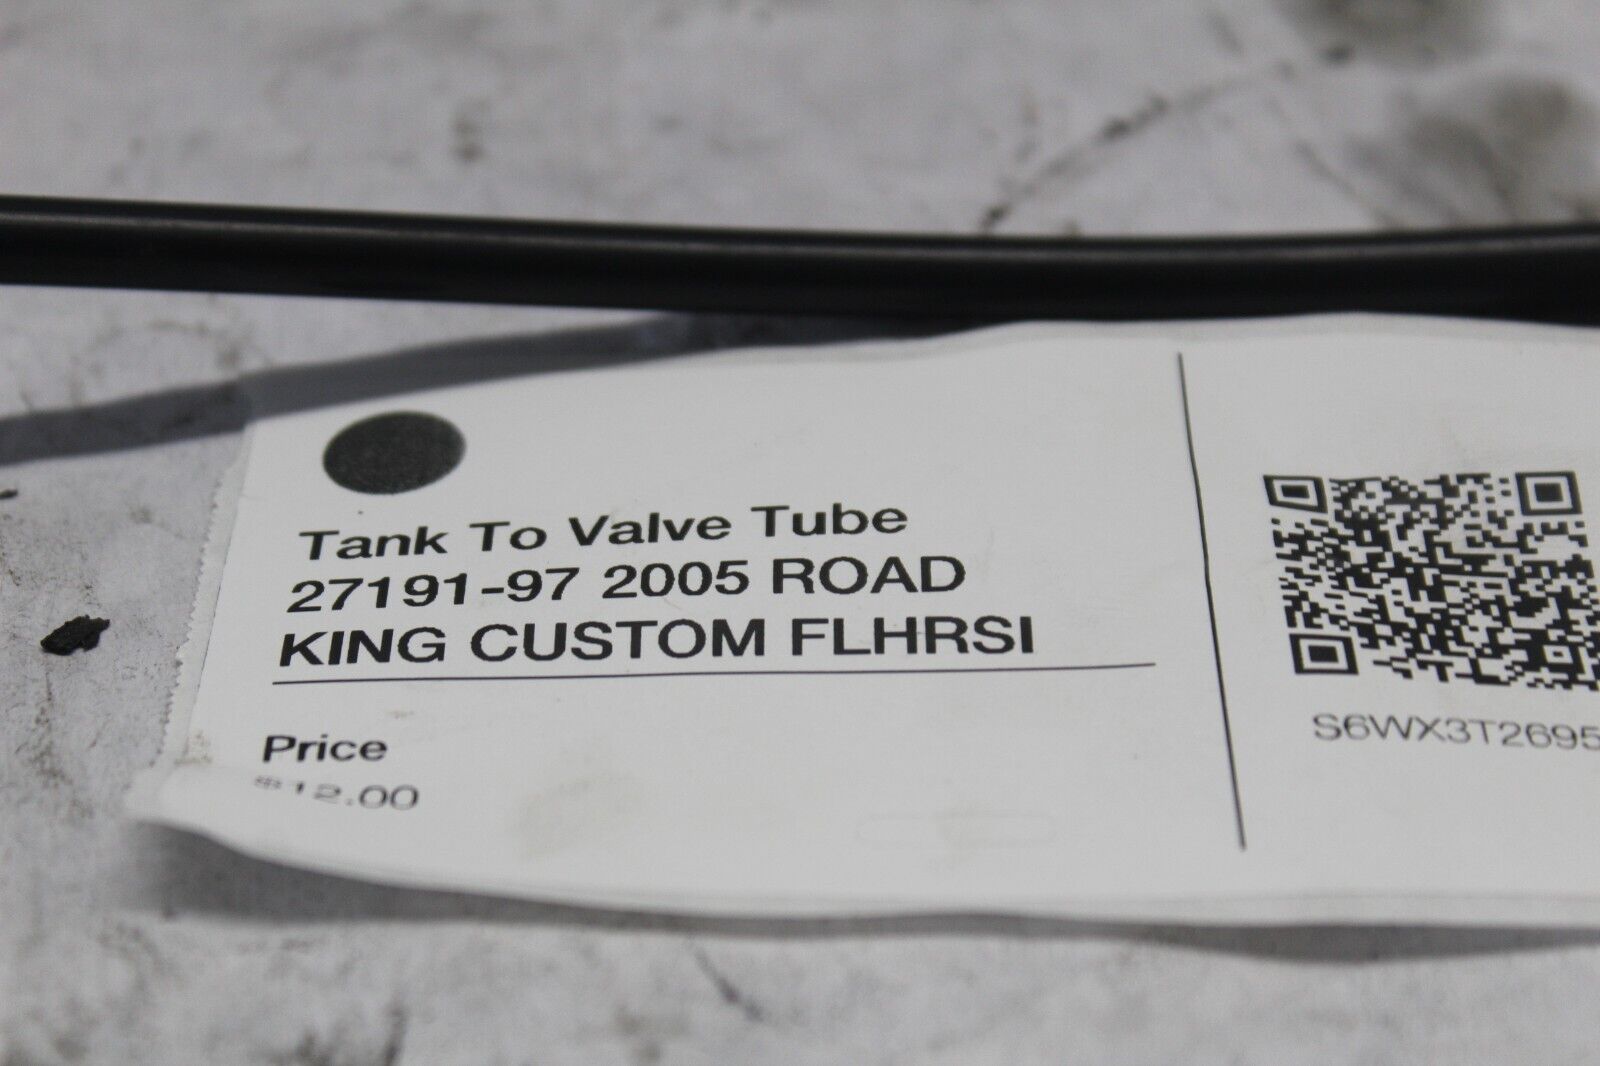 Tank To Valve Tube
27191-97 2005 ROAD
KING CUSTOM FLHRSI
Price
$12.00
S6WX3T2695